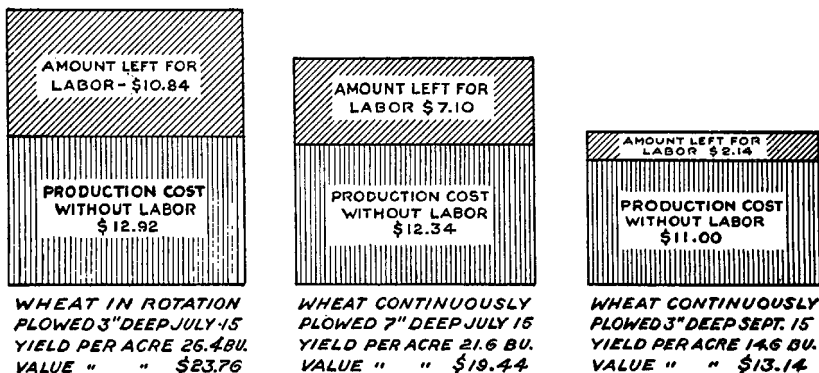 AMOUNT LEFT FOR
LABOR - $10.84
PRODUCTION COST
WITHOUT LABOR
$12.92
WHEAT IN ROTATION
PLOWED 3" DEEP JULY-15
YIELD PER ACRE 26.4 BU.
VALUE " " $23.76
AMOUNT LEFT FOR
LABOR $7.10
PRODUCTION COST
WITHOUT LABOR
$12.34
WHEAT CONTINUOUSLY
PLOWED 7" DEEP JULY 15
YIELD PER ACRE 21.6 BU.
VALUE " " $19.44
AMOUNT LEFT FOR
LABOR $2.14
PRODUCTION COST
WITHOUT LABOR
$11.00
WHEAT CONTINUOUSLY
PLOWED 3" DEEP SEPT. 15
YIELD PER ACRE 14.6 BU.
VALUE " " $13.14